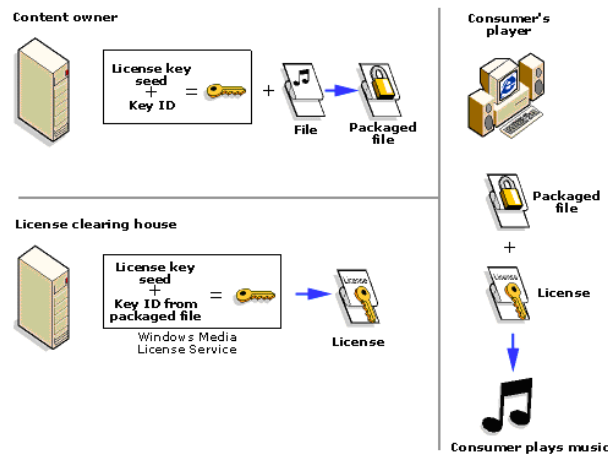 Content owner
License key
seed
+
Key ID
=
+
File
Packaged
file
License clearing house
License key
seed
+
Key ID from
packaged file
=
Windows Media
License Service
License
License
Consumer's
player
Packaged
file
+
License
License
Consumer plays music